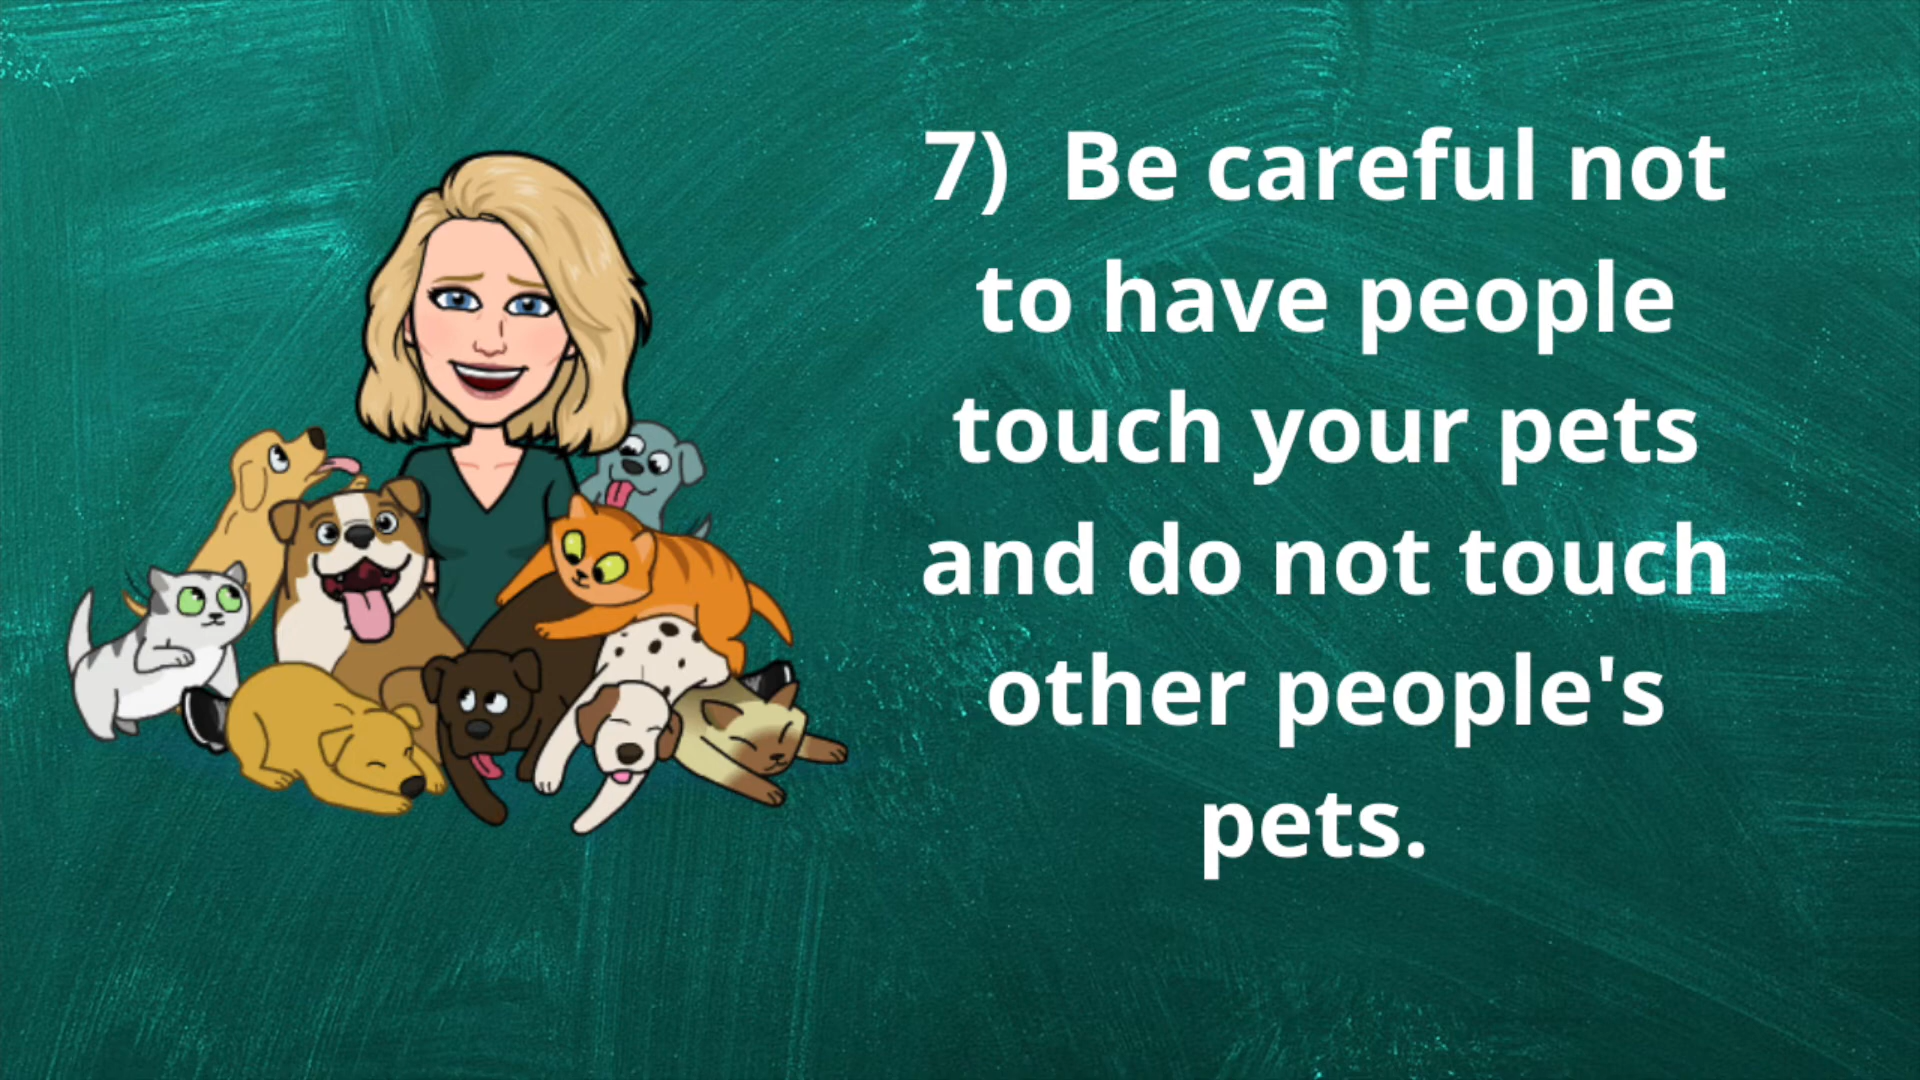 7)  Be careful not
to have people
touch your pets
and do not touch
other people's
pets.